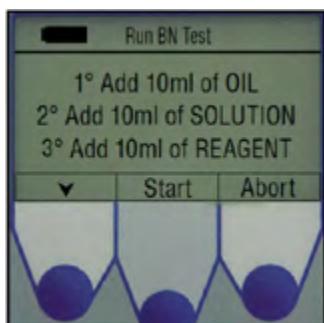 Run BN Test
1° Add 10ml of OIL
2° Add 10ml of SOLUTION
3° Add 10ml of REAGENT
Start Abort